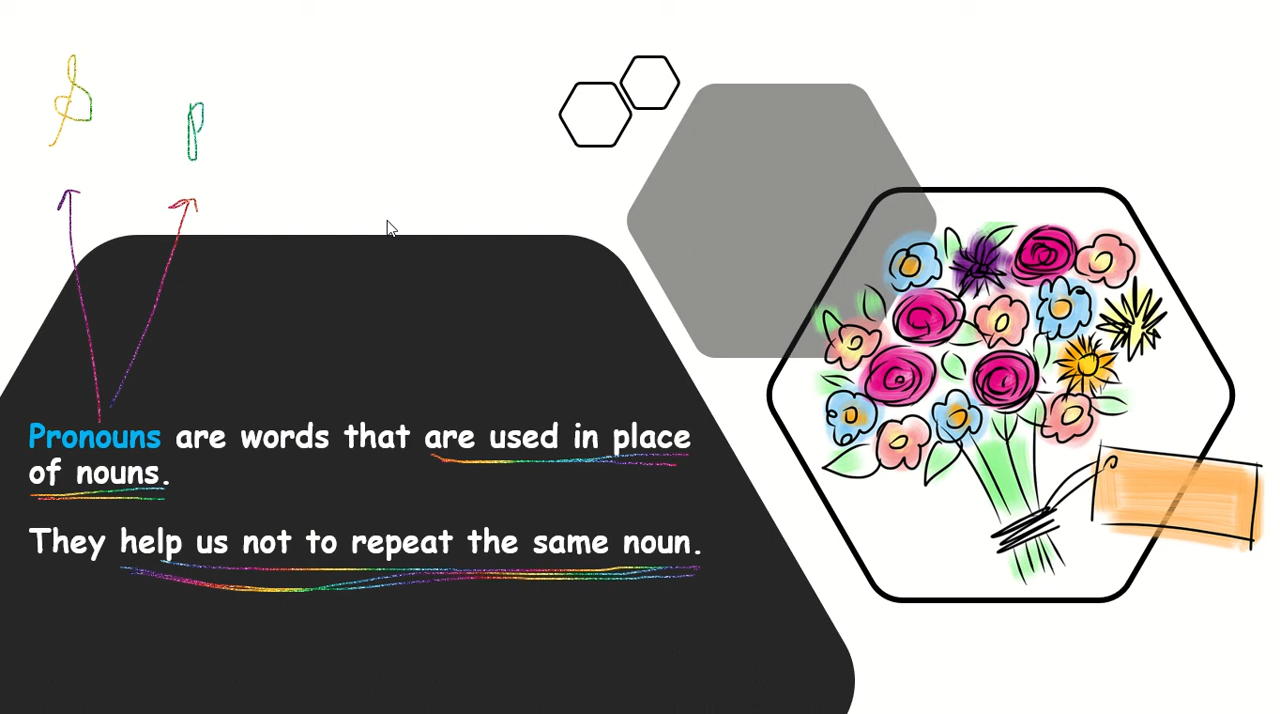 S P
Pronouns are words that are used in place
of nouns.
They help us not to repeat the same noun.